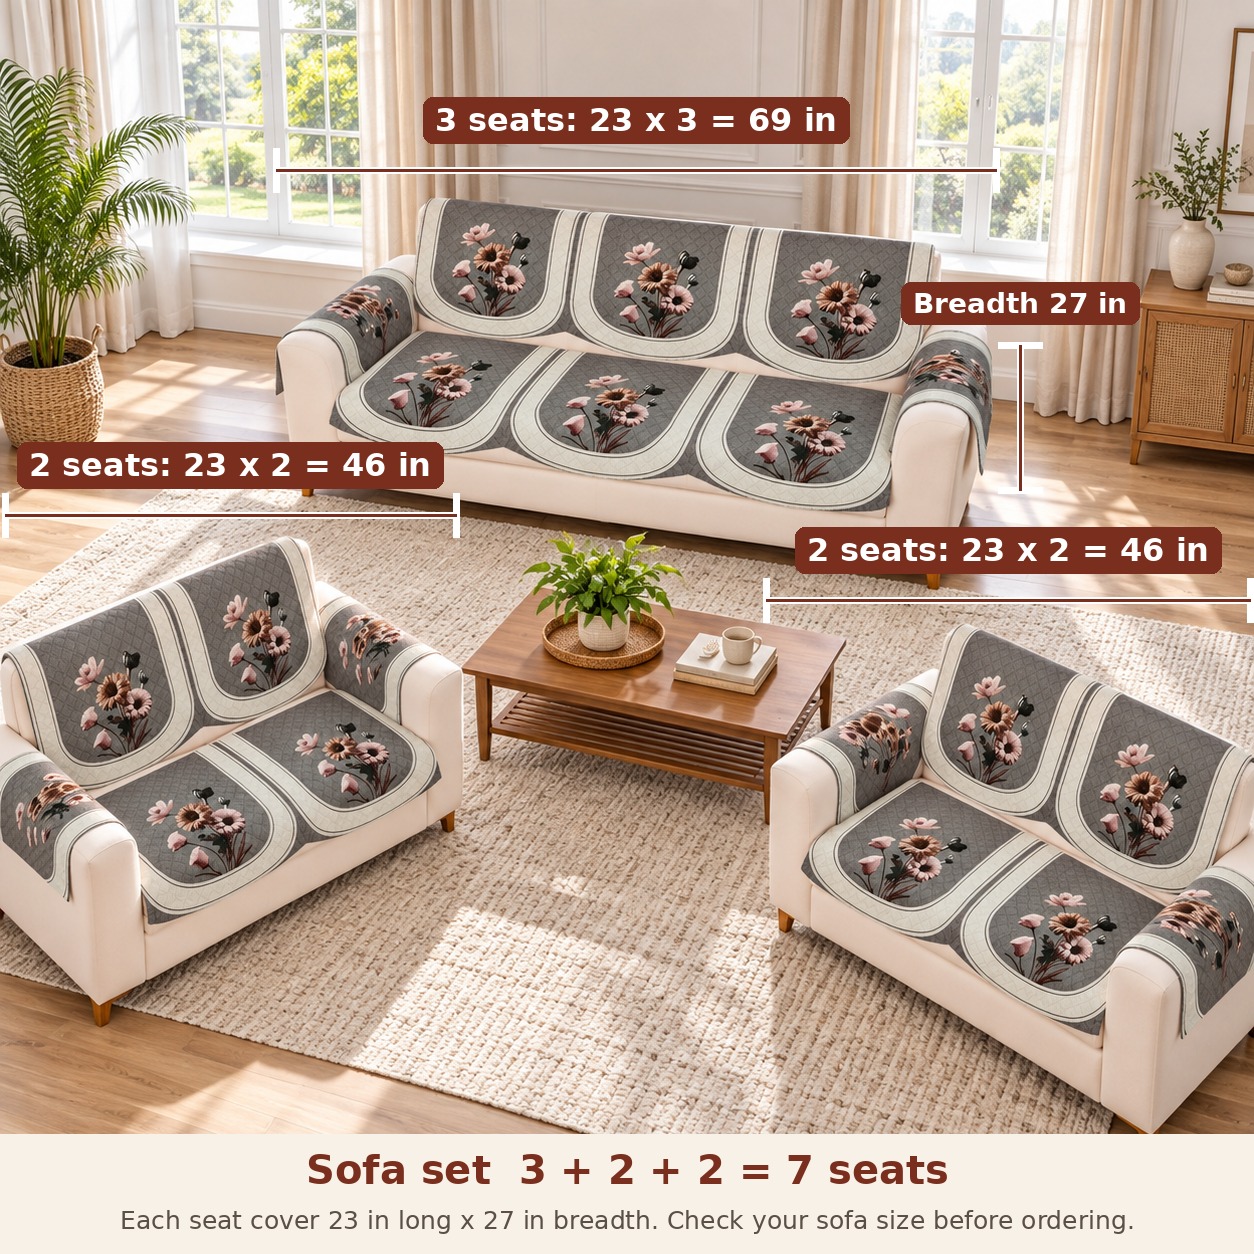 3 seats: 23 x 3 = 69 in
Breadth 27 in
2 seats: 23 x 2 = 46 in
2 seats: 23 x 2 = 46 in
Sofa set  3 + 2 + 2 = 7 seats
Each seat cover 23 in long x 27 in breadth. Check your sofa size before ordering.